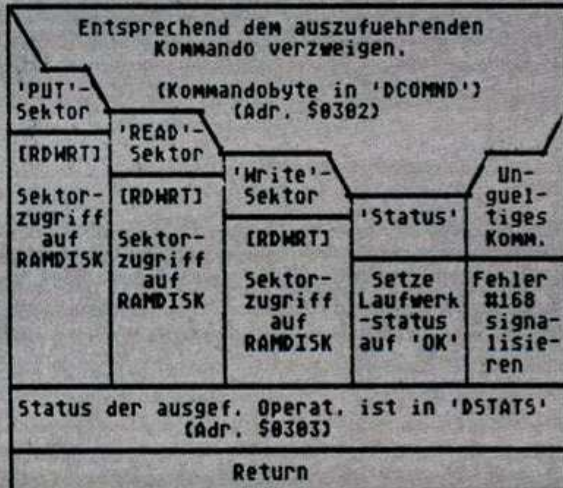 Entsprechend dem auszufuehrenden
Kommando verzweigen.
(Kommandobyte in 'DCOMND')
(Adr. $0302)
'PUT'-
Sektor
[RDWRT]
Sektor-
zugriff
auf
RAMDISK
'READ'-
Sektor
[RDWRT]
Sektor-
zugriff
auf
RAMDISK
'Write'-
Sektor
[RDWRT]
Sektor-
zugriff
auf
RAMDISK
'Status'
Setze
Laufwerk
-status
auf 'OK'
Un-
guel-
tiges
Komm.
Fehler
#168
signa-
lisie-
ren
Status der ausgef. Operat. ist in 'DSTATS'
(Adr. $0303)
Return